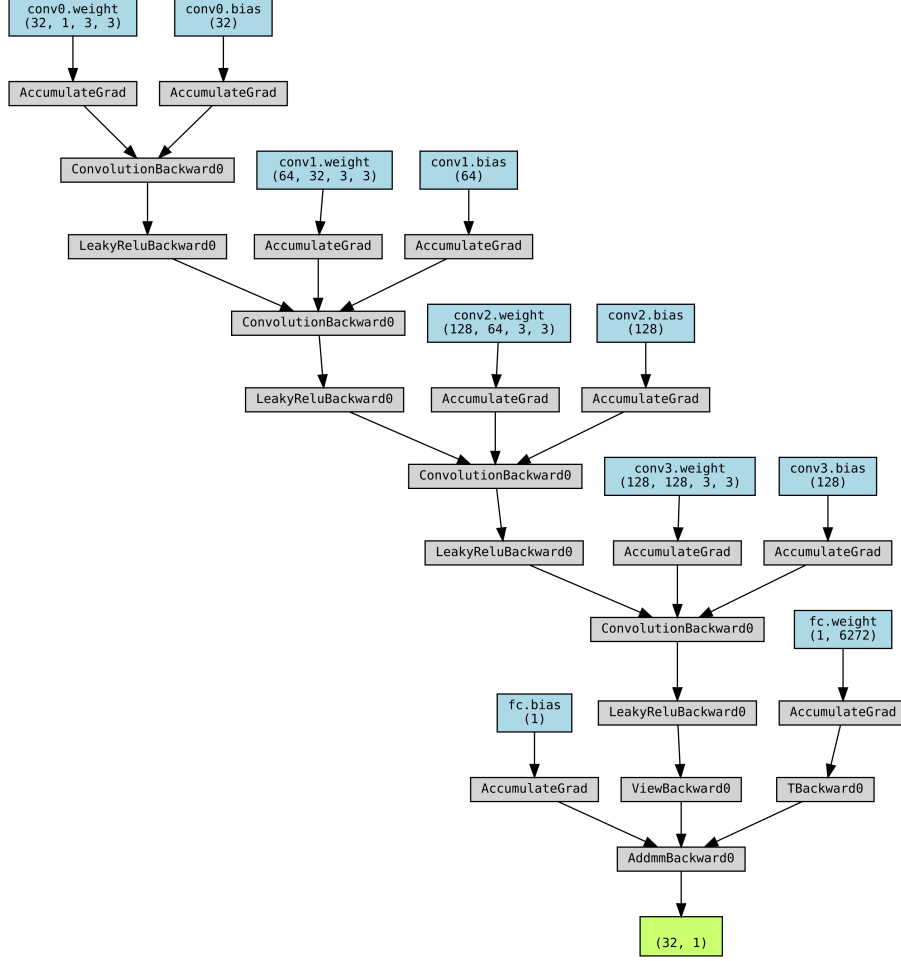 conv0.weight
(32, 1, 3, 3)
conv0.bias
(32)
AccumulateGrad
AccumulateGrad
ConvolutionBackward0
conv1.weight
(64, 32, 3, 3)
conv1.bias
(64)
LeakyReluBackward0
AccumulateGrad
AccumulateGrad
ConvolutionBackward0
conv2.weight
(128, 64, 3, 3)
conv2.bias
(128)
LeakyReluBackward0
AccumulateGrad
AccumulateGrad
ConvolutionBackward0
conv3.weight
(128, 128, 3, 3)
conv3.bias
(128)
LeakyReluBackward0
AccumulateGrad
AccumulateGrad
ConvolutionBackward0
fc.weight
(1, 6272)
fc.bias
(1)
LeakyReluBackward0
AccumulateGrad
AccumulateGrad
ViewBackward0
TBackward0
AddmmBackward0
(32, 1)